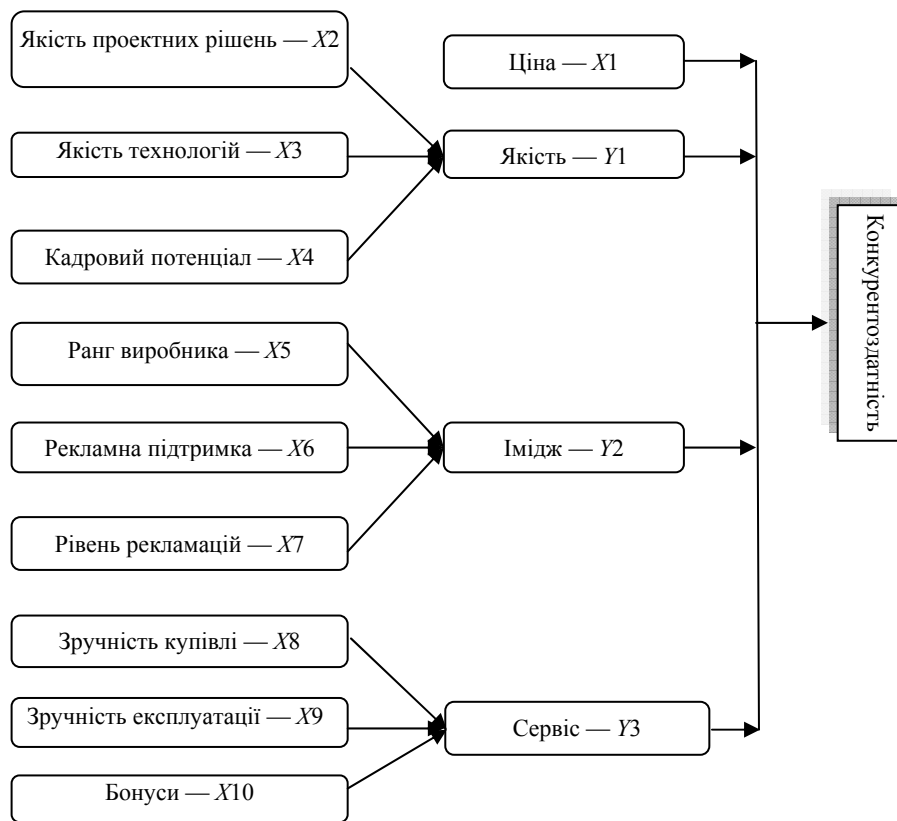 Якість проектних рішень — X2
Ціна — X1
Якість технологій — X3
Якість — Y1
Кадровий потенціал — X4
Конкурентоздатність
Ранг виробника — X5
Рекламна підтримка — X6
Імідж — Y2
Рівень рекламацій — X7
Зручність купівлі — X8
Зручність експлуатації — X9
Сервіс — Y3
Бонуси — X10